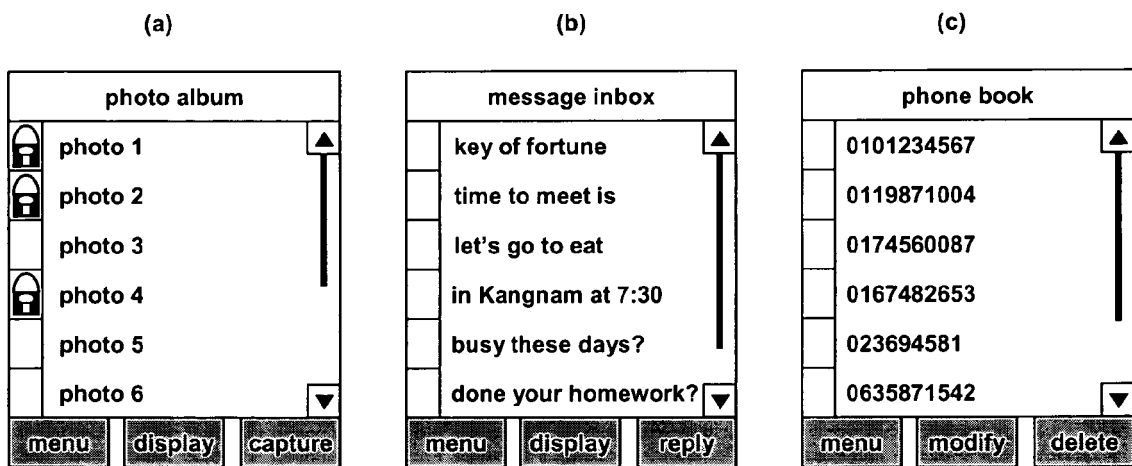 (a)
photo album
photo 1
photo 2
photo 3
photo 4
photo 5
photo 6
menu display capture
(b)
message inbox
key of fortune
time to meet is
let's go to eat
in Kangnam at 7:30
busy these days?
done your homework?
menu display reply
(c)
phone book
0101234567
0119871004
0174560087
0167482653
023694581
0635871542
menu modify delete